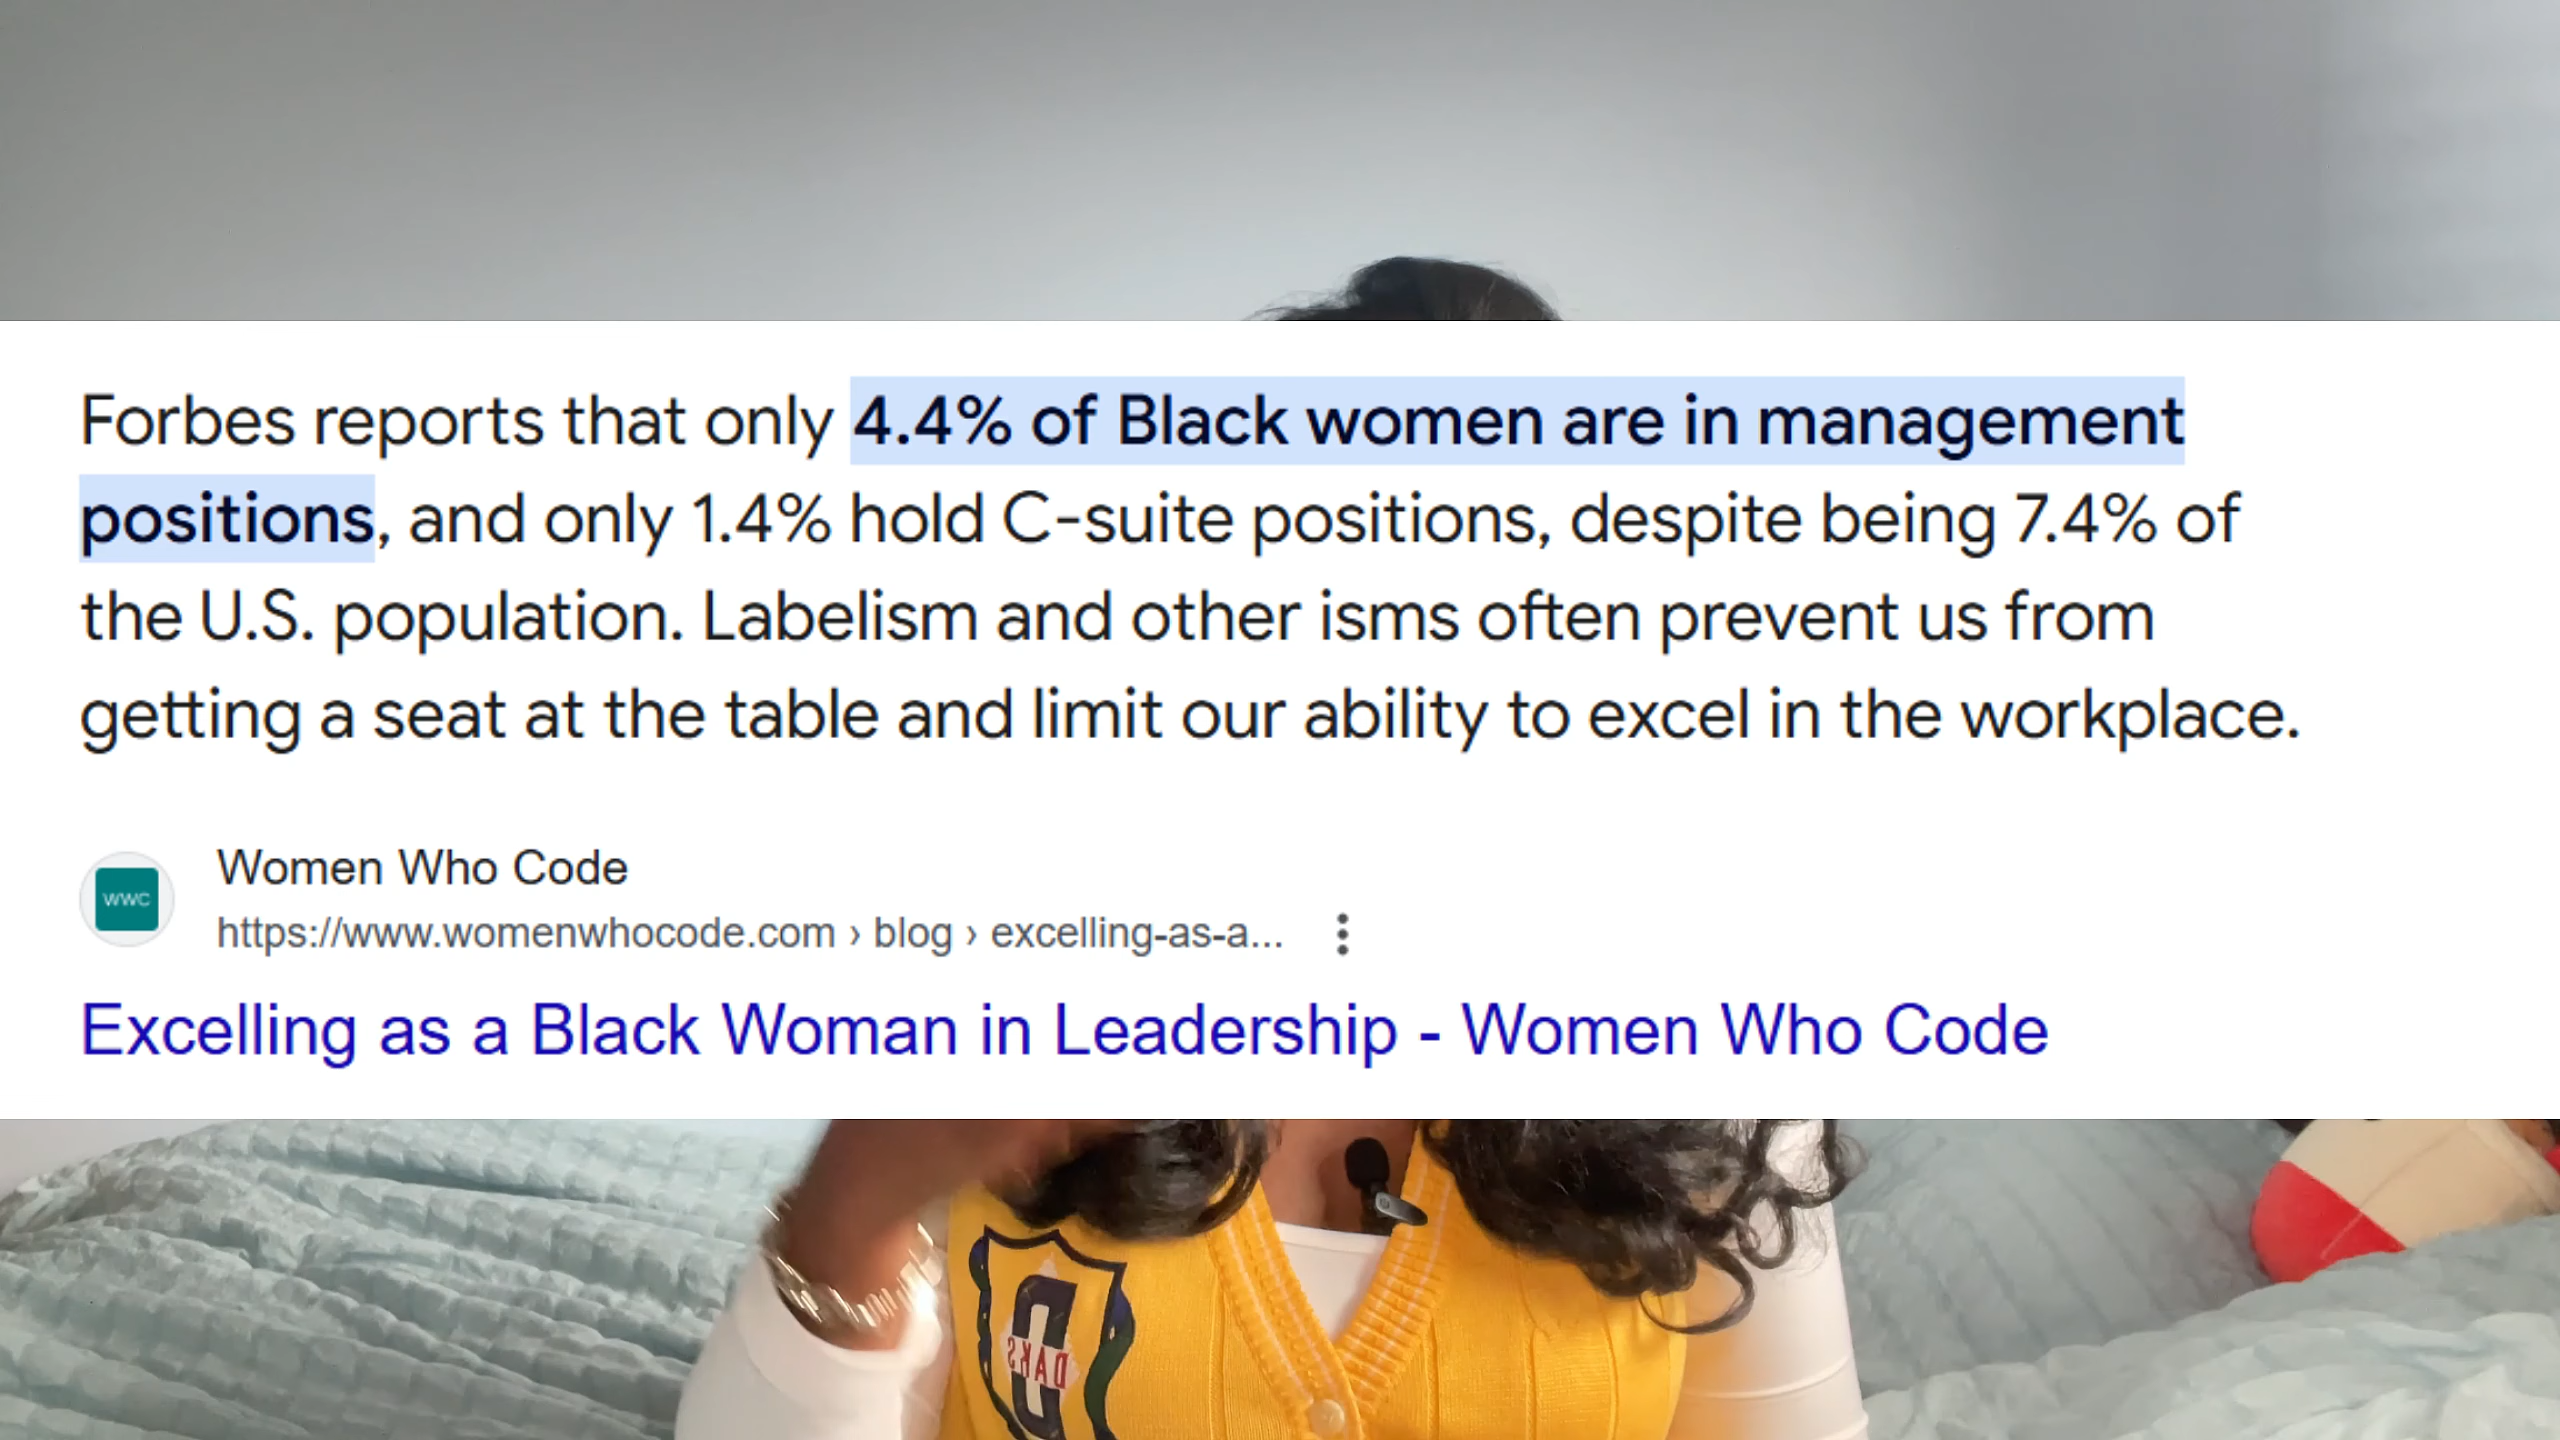 Forbes reports that only 4.4% of Black women are in management
positions, and only 1.4% hold C-suite positions, despite being 7.4% of
the U.S. population. Labelism and other isms often prevent us from
getting a seat at the table and limit our ability to excel in the workplace.
wwc
Women Who Code
https://www.womenwhocode.com › blog › excelling-as-a...
Excelling as a Black Woman in Leadership - Women Who Code
D
DAKS